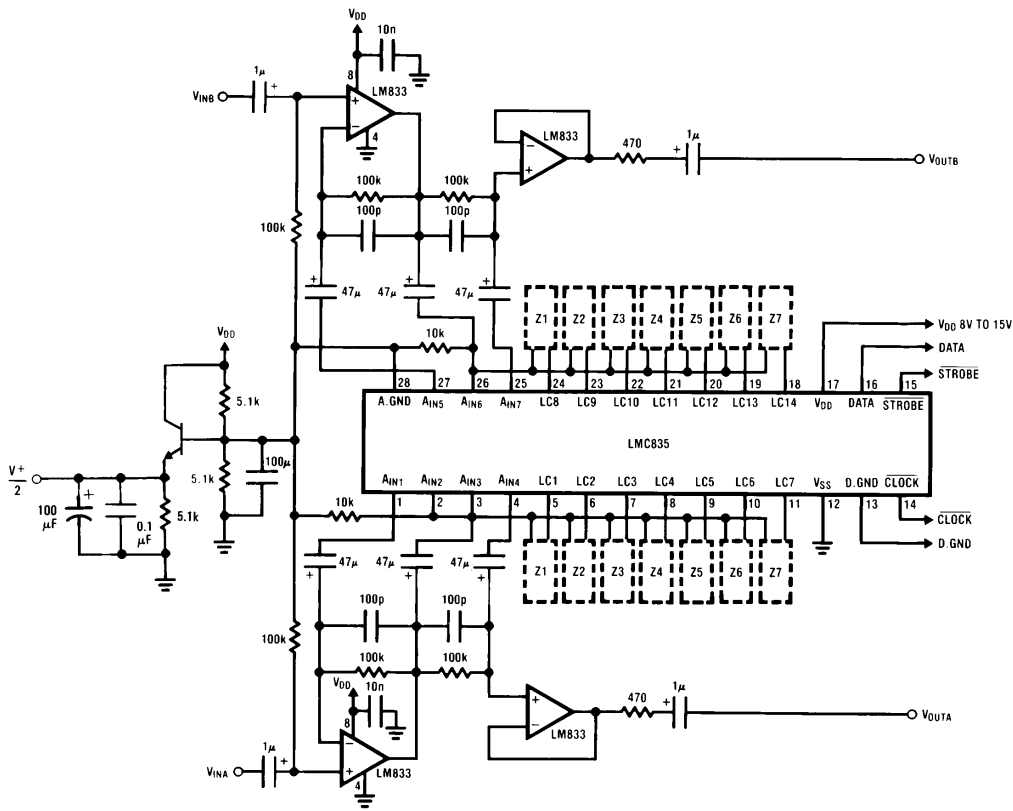 VDD
10n
1μ +
8
LM833
VINB
+
−
4
LM833
−
+
470
+ 1μ
VOUTB
100k 100k
100p 100p
100k
+ 47μ + 47μ + 47μ
Z1 Z2 Z3 Z4 Z5 Z6 Z7
VDD 8V TO 15V
DATA
STROBE
10k
VDD
28 27 26 25 24 23 22 21 20 19 18 17 16 15
A.GND AIN5 AIN6 AIN7 LC8 LC9 LC10 LC11 LC12 LC13 LC14 VDD DATA STROBE
5.1k
LMC835
V+
2
100μ
5.1k
AIN1 AIN2 AIN3 AIN4 LC1 LC2 LC3 LC4 LC5 LC6 LC7 VSS D.GND CLOCK
1 2 3 4 5 6 7 8 9 10 11 12 13 14
+
100
μF
0.1
μF
5.1k
10k
CLOCK
D.GND
47μ + 47μ + 47μ +
Z1 Z2 Z3 Z4 Z5 Z6 Z7
100p 100p
100k
100k 100k
VDD
10n
8
+
−
LM833
470
+ 1μ
VOUTA
1μ +
VINA
−
+
4
LM833